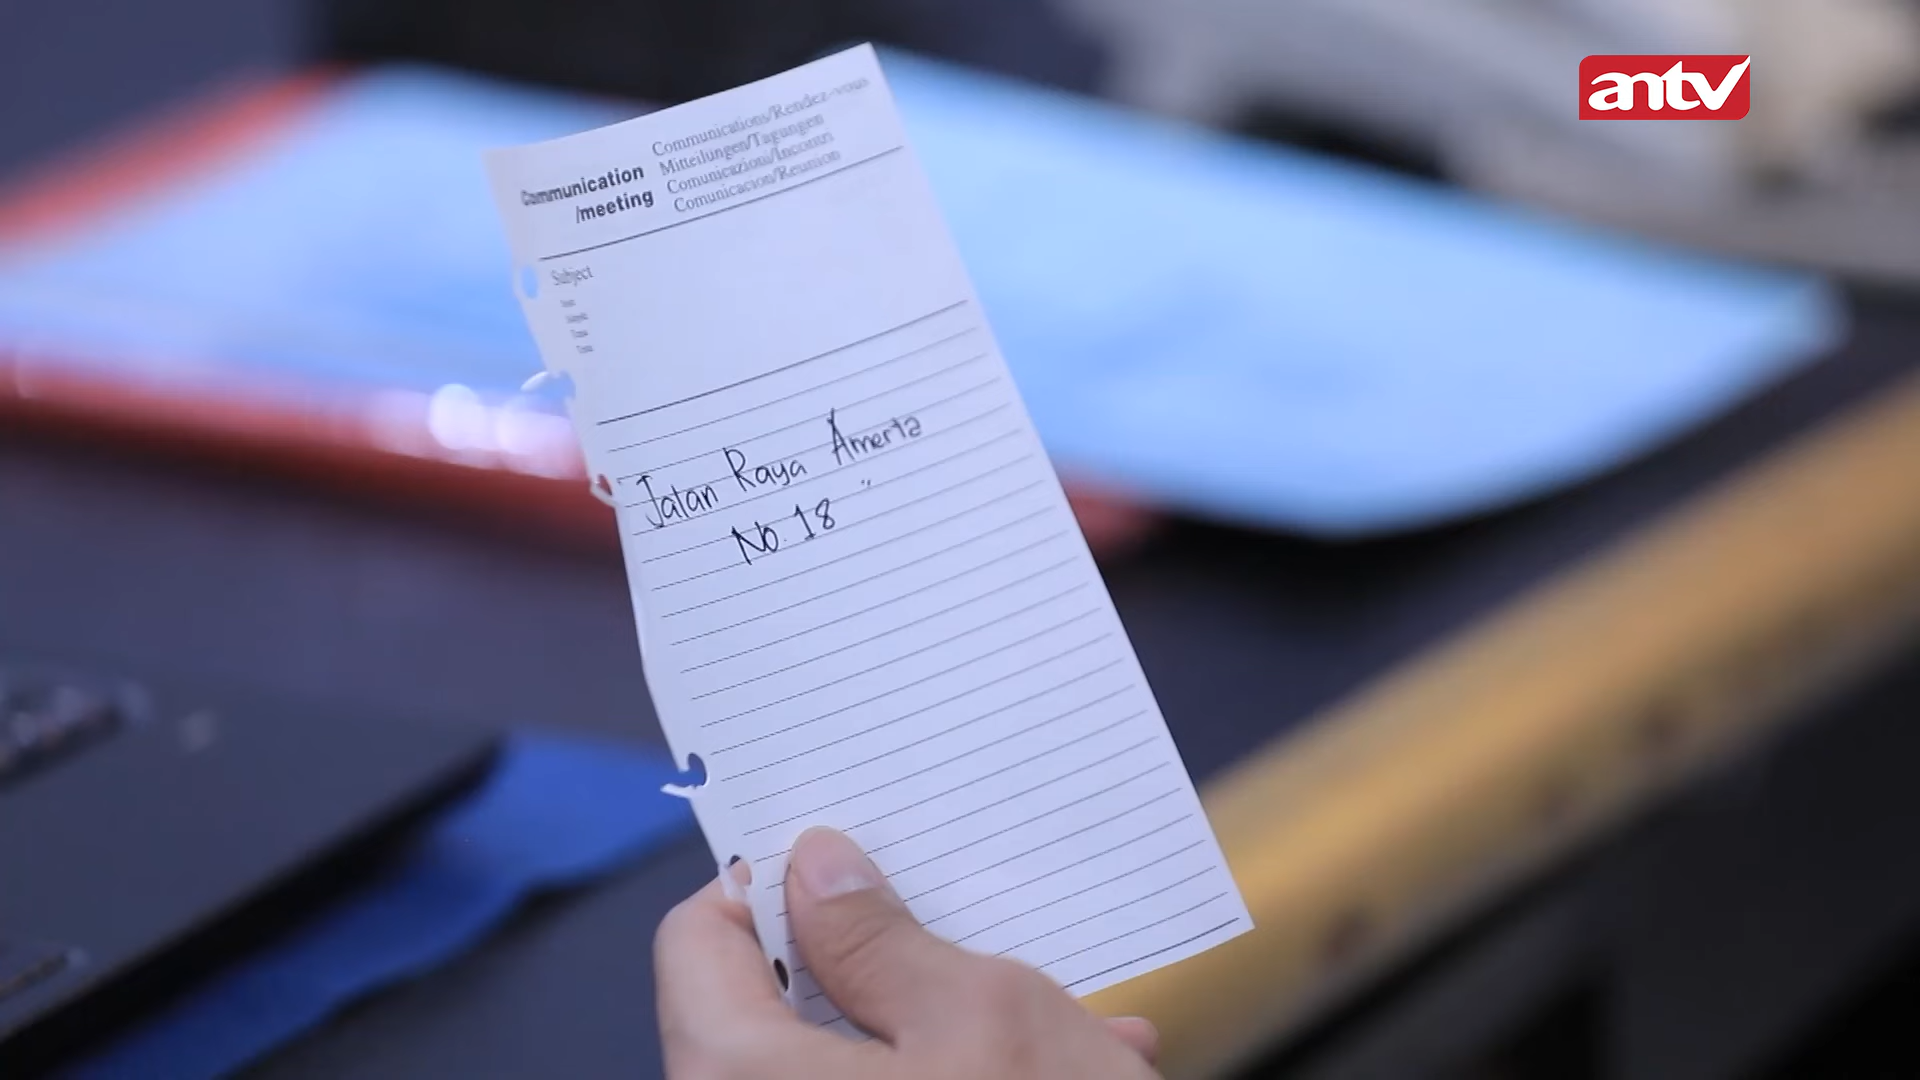 antv
Communication
/meeting
Communications/Rendez-vous
Mitteilungen/Tagungen
Comunicazioni/Incontri
Comunicacion/Reunion
Subject
Jalan Raya Amerta
No. 18 "